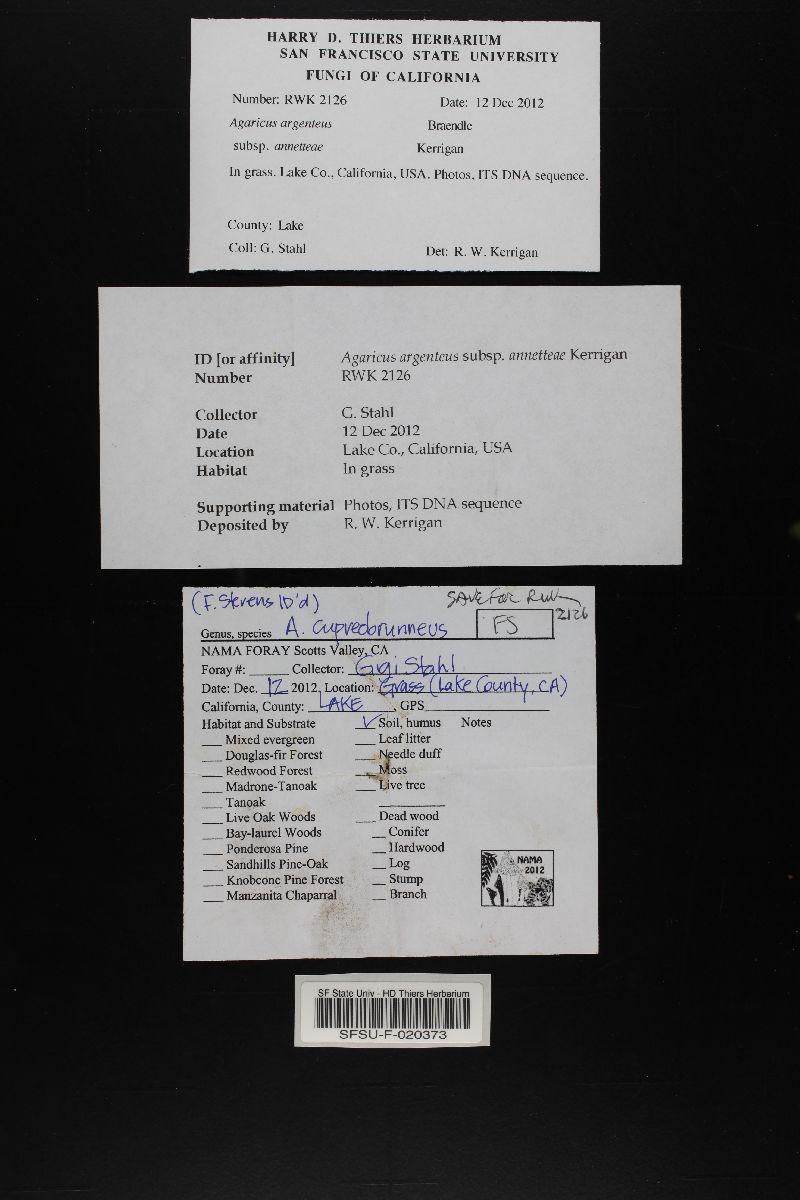 HARRY D. THIERS HERBARIUM
SAN FRANCISCO STATE UNIVERSITY
FUNGI OF CALIFORNIA
Number: RWK 2126 Date: 12 Dec 2012
Agaricus argenteus Braendle
subsp. annetteae Kerrigan
In grass. Lake Co., California, USA. Photos, ITS DNA sequence.
County: Lake
Coll: G. Stahl Det: R. W. Kerrigan
ID [or affinity] Agaricus argenteus subsp. annetteae Kerrigan
Number RWK 2126
Collector G. Stahl
Date 12 Dec 2012
Location Lake Co., California, USA
Habitat In grass
Supporting material Photos, ITS DNA sequence
Deposited by R. W. Kerrigan
(F. Stevens ID'd) SAVE FOR RWK
2126
Genus, species A. cupreobrunneus FS
NAMA FORAY Scotts Valley, CA
Foray #: Collector: Gigi Stahl
Date: Dec. 12 2012, Location: Grass (Lake County, CA)
California, County: LAKE, GPS
Habitat and Substrate ✓ Soil, humus Notes
Mixed evergreen Leaf litter
Douglas-fir Forest Needle duff
Redwood Forest Moss
Madrone-Tanoak Live tree
Tanoak
Live Oak Woods Dead wood
Bay-laurel Woods Conifer
Ponderosa Pine Hardwood
Sandhills Pine-Oak Log
Knobcone Pine Forest Stump
Manzanita Chaparral Branch
NAMA
2012
SF State Univ - HD Thiers Herbarium
SFSU-F-020373